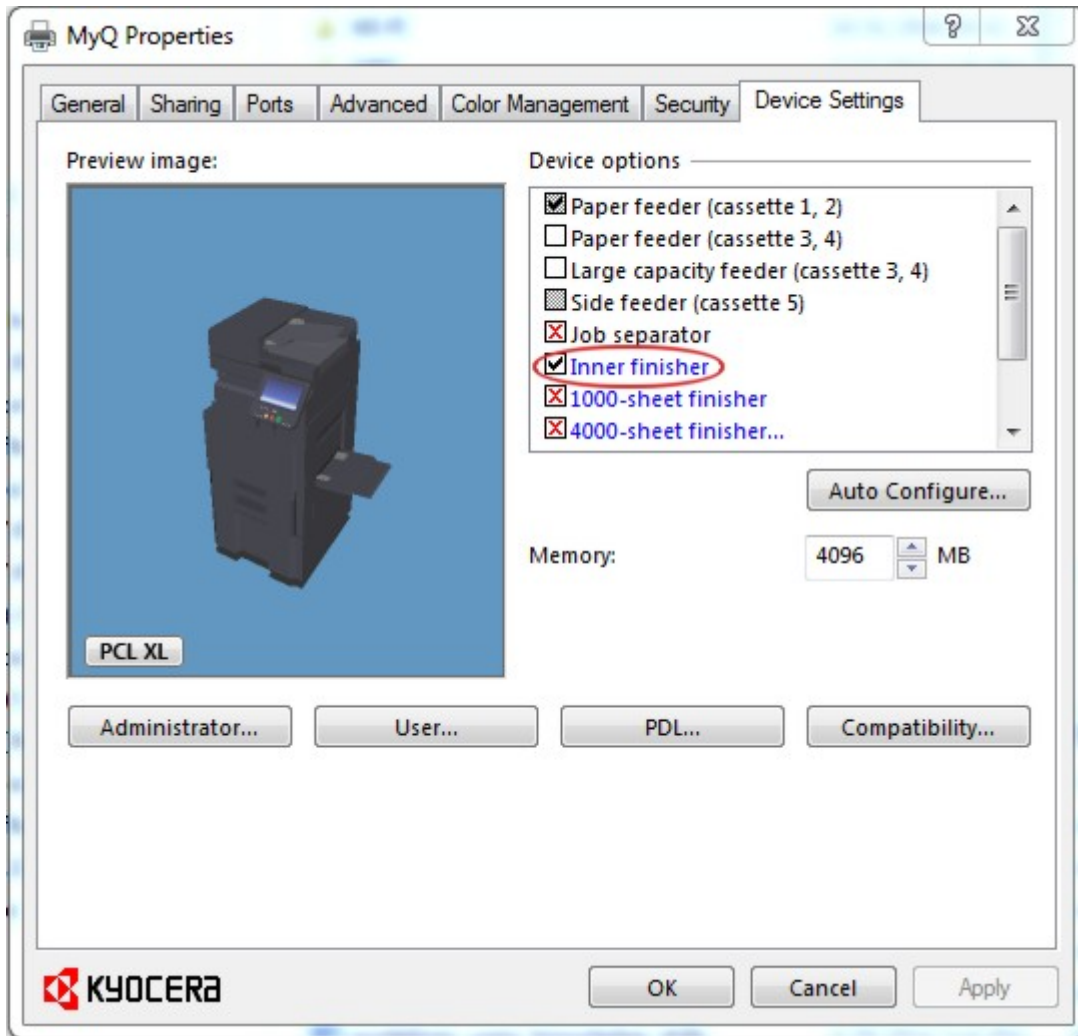 MyQ Properties
General Sharing Ports Advanced Color Management Security Device Settings
Preview image:
PCL XL
Device options
Paper feeder (cassette 1, 2)
Paper feeder (cassette 3, 4)
Large capacity feeder (cassette 3, 4)
Side feeder (cassette 5)
Job separator
Inner finisher
1000-sheet finisher
4000-sheet finisher...
Auto Configure...
Memory: 4096 MB
Administrator... User... PDL... Compatibility...
KYOCERA
OK Cancel Apply